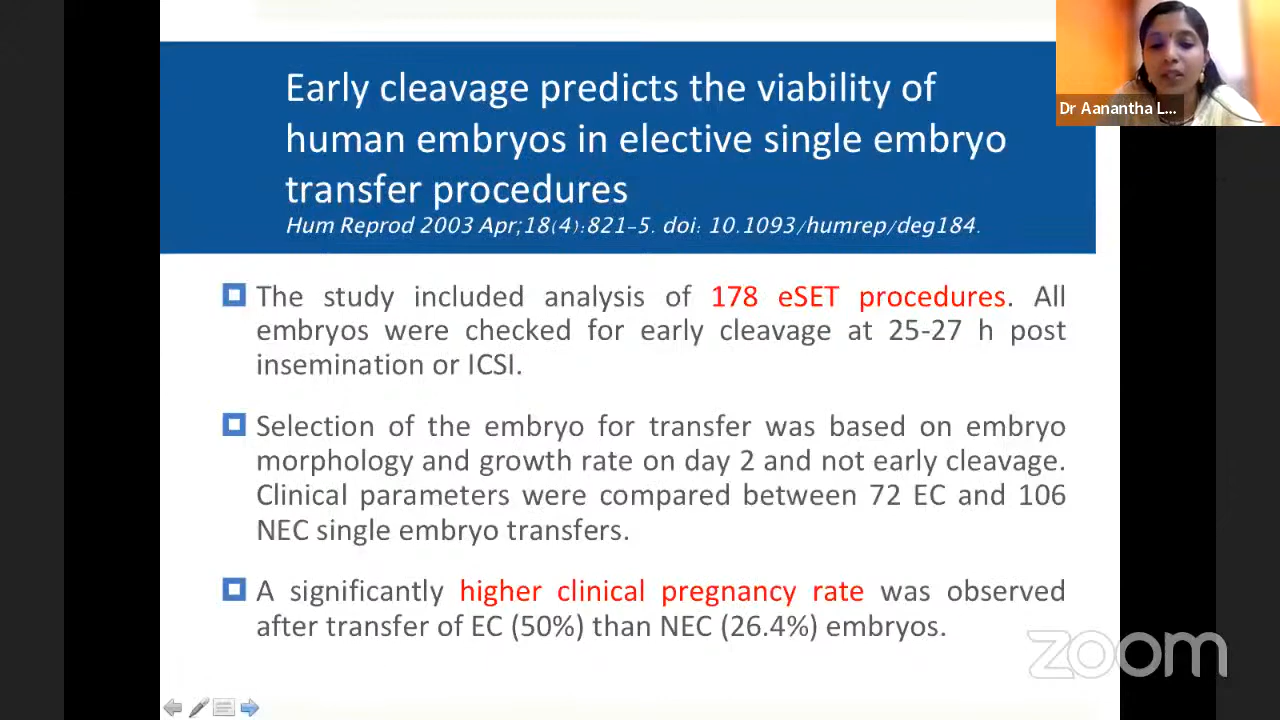 Early cleavage predicts the viability of
human embryos in elective single embryo
transfer procedures
Hum Reprod 2003 Apr;18(4):821-5. doi: 10.1093/humrep/deg184.
Dr Aanantha L...
The study included analysis of 178 eSET procedures. All
embryos were checked for early cleavage at 25-27 h post
insemination or ICSI.
Selection of the embryo for transfer was based on embryo
morphology and growth rate on day 2 and not early cleavage.
Clinical parameters were compared between 72 EC and 106
NEC single embryo transfers.
A significantly higher clinical pregnancy rate was observed
after transfer of EC (50%) than NEC (26.4%) embryos.
zoom